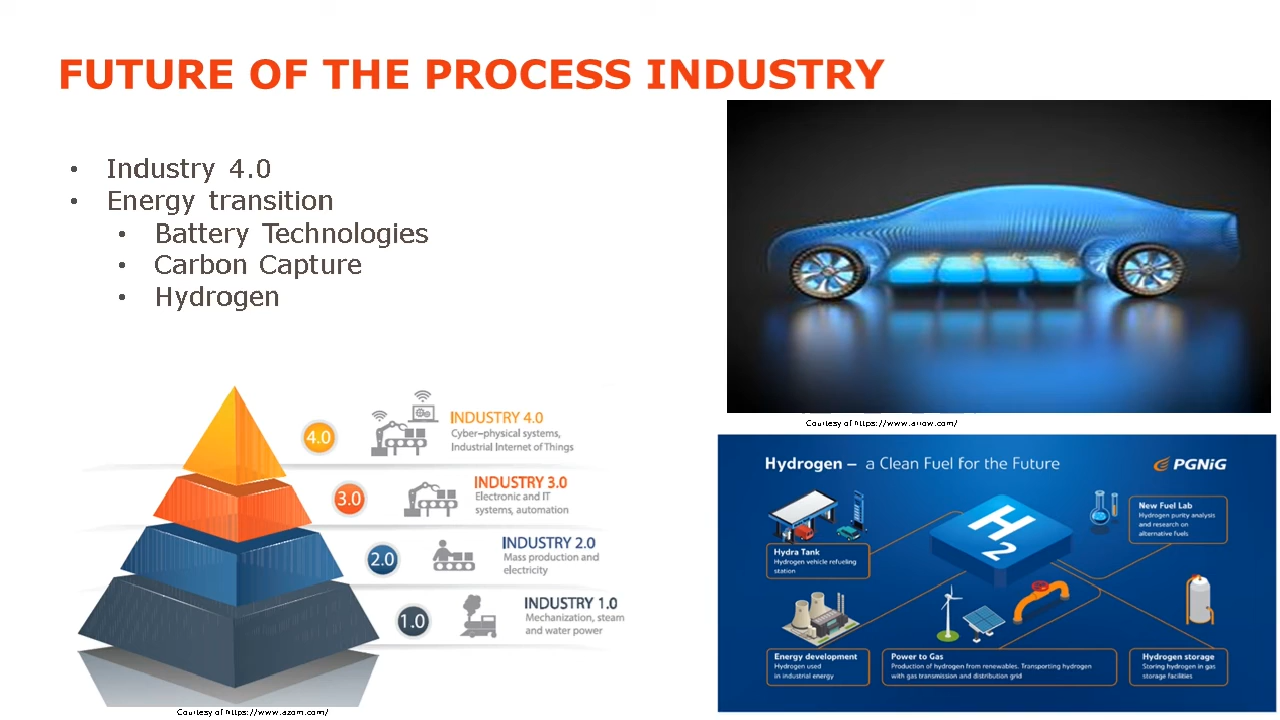 FUTURE OF THE PROCESS INDUSTRY
• Industry 4.0
• Energy transition
• Battery Technologies
• Carbon Capture
• Hydrogen
4.0
INDUSTRY 4.0
Cyber-physical systems,
Industrial Internet of Things
3.0
INDUSTRY 3.0
Electronic and IT
systems, automation
2.0
INDUSTRY 2.0
Mass production and
electricity
1.0
INDUSTRY 1.0
Mechanization, steam
and water power
Courtesy of https://www.azom.com/
Courtesy of https://www.arrow.com/
Hydrogen – a Clean Fuel for the Future
PGNiG
H2
New Fuel Lab
Hydrogen purity analysis
and research on
alternative fuels
Hydra Tank
Hydrogen vehicle refueling
station
Energy development
Hydrogen used
in industrial energy
Power to Gas
Production of hydrogen from renewables. Transporting hydrogen
with gas transmission and distribution grid
Hydrogen storage
Storing hydrogen in gas
storage facilities